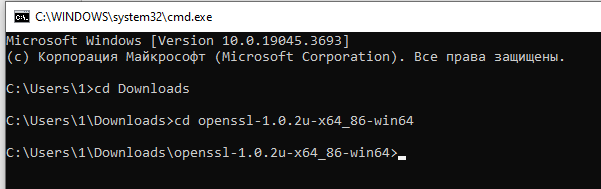 C:\WINDOWS\system32\cmd.exe
Microsoft Windows [Version 10.0.19045.3693]
(c) Корпорация Майкрософт (Microsoft Corporation). Все права защищены.
C:\Users\1>cd Downloads
C:\Users\1\Downloads>cd openssl-1.0.2u-x64_86-win64
C:\Users\1\Downloads\openssl-1.0.2u-x64_86-win64>